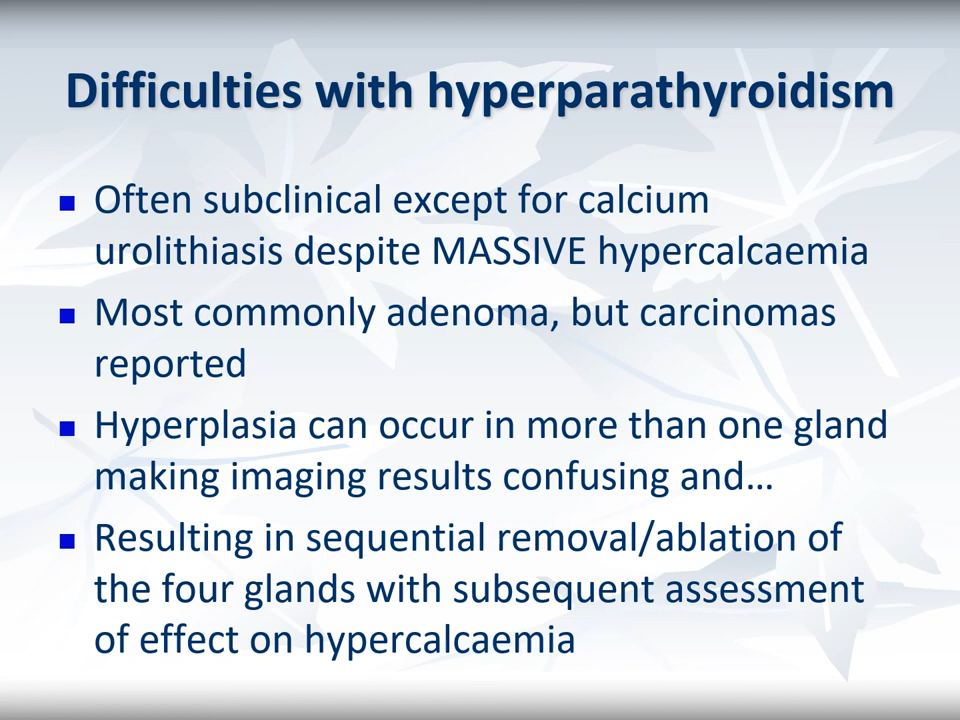 Difficulties with hyperparathyroidism
Often subclinical except for calcium
urolithiasis despite MASSIVE hypercalcaemia
Most commonly adenoma, but carcinomas
reported
Hyperplasia can occur in more than one gland
making imaging results confusing and…
Resulting in sequential removal/ablation of
the four glands with subsequent assessment
of effect on hypercalcaemia